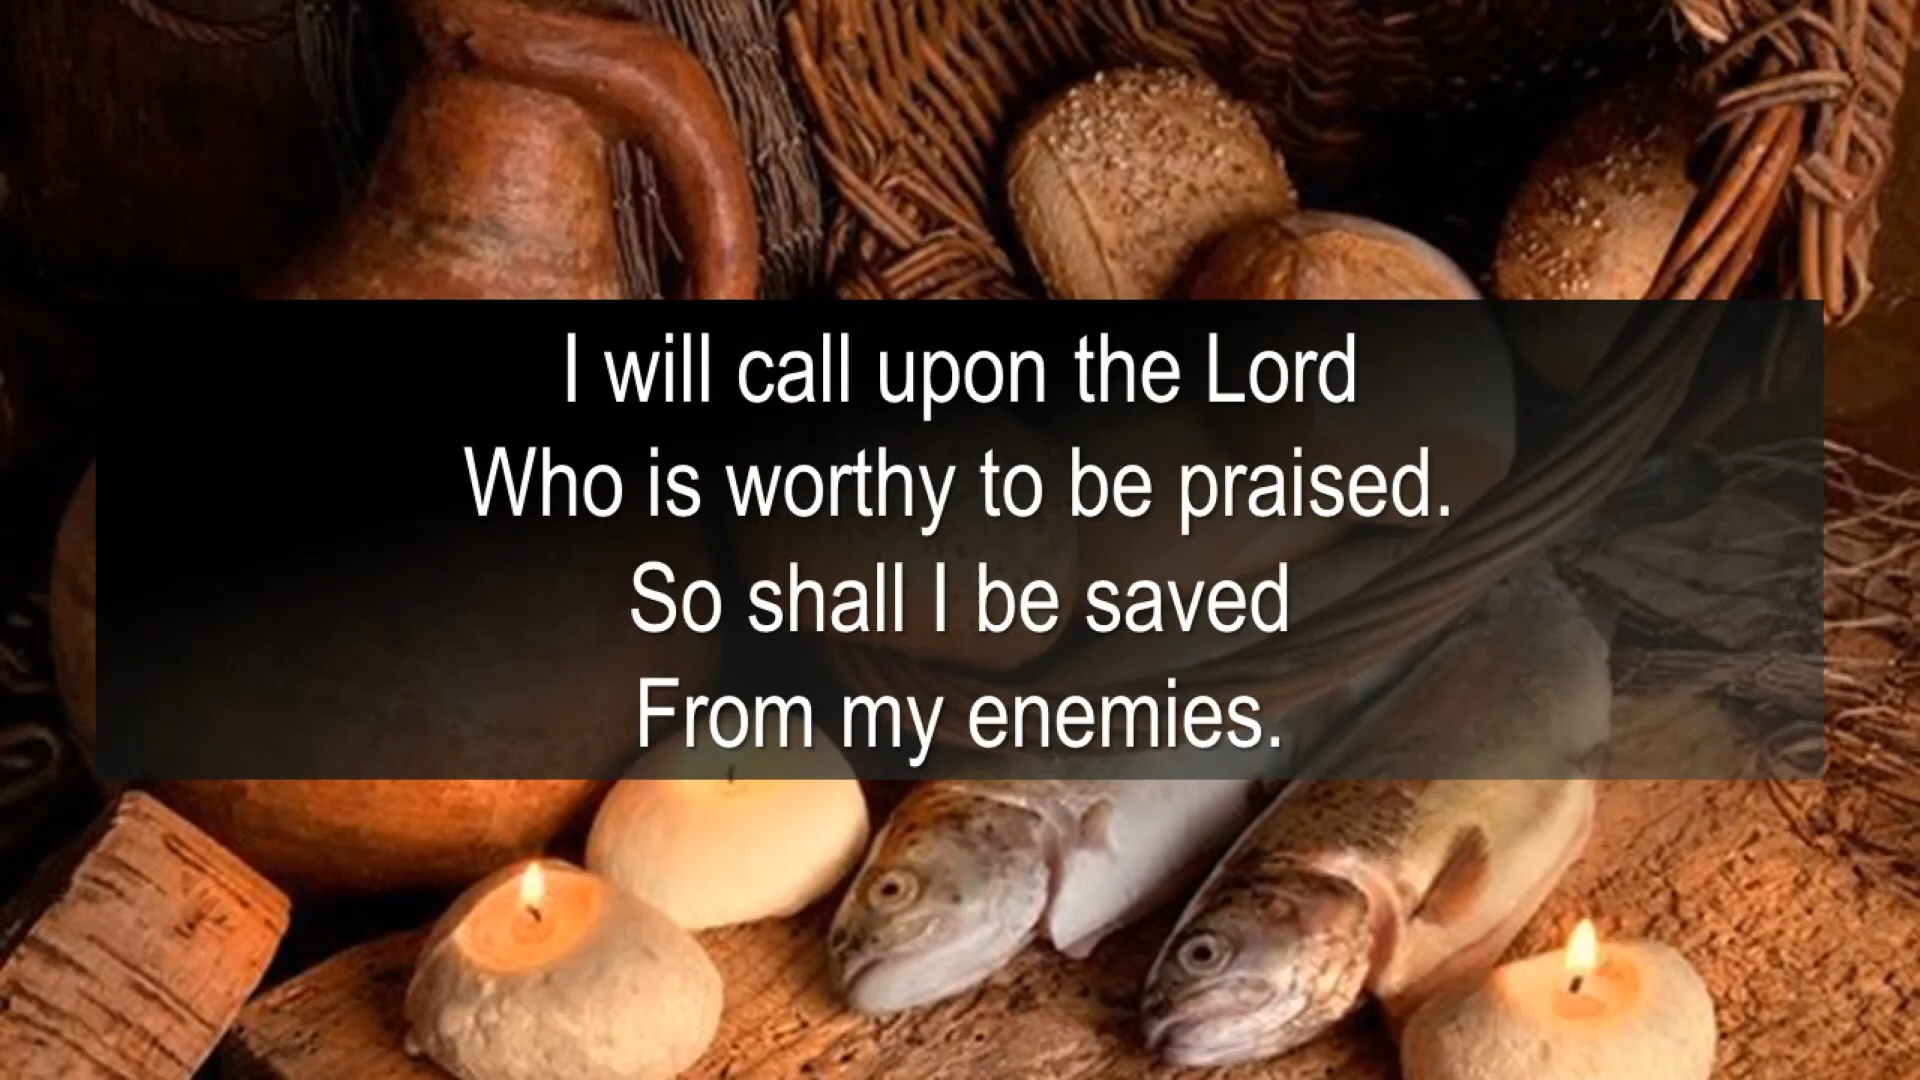 I will call upon the Lord
Who is worthy to be praised.
So shall I be saved
From my enemies.